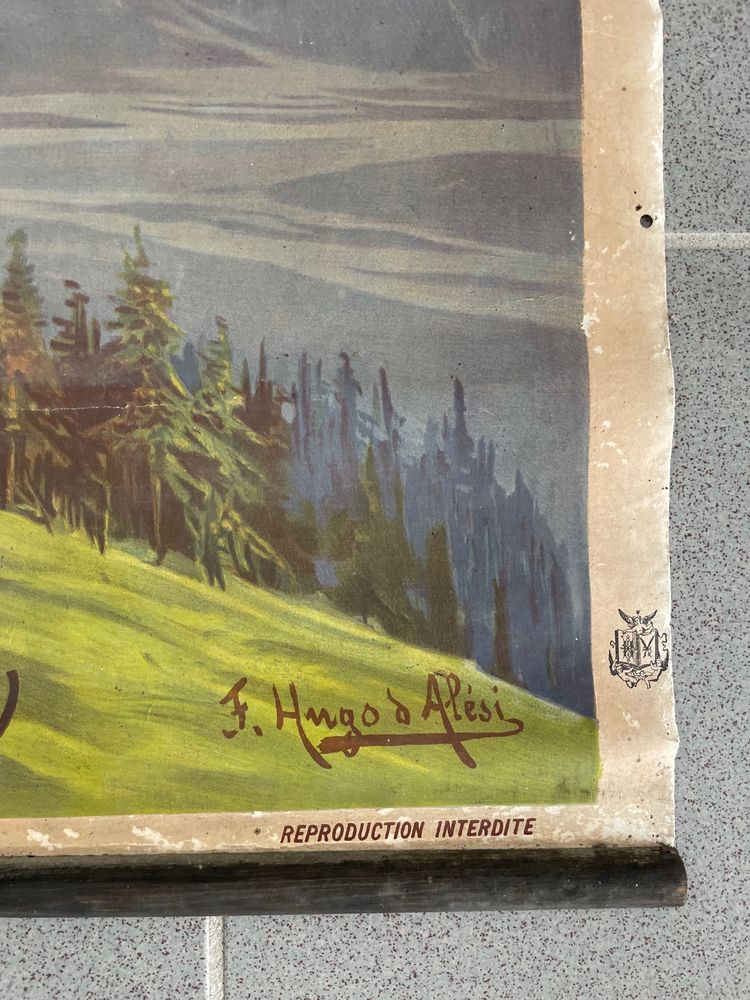 F. Hugo d'Alési
REPRODUCTION INTERDITE